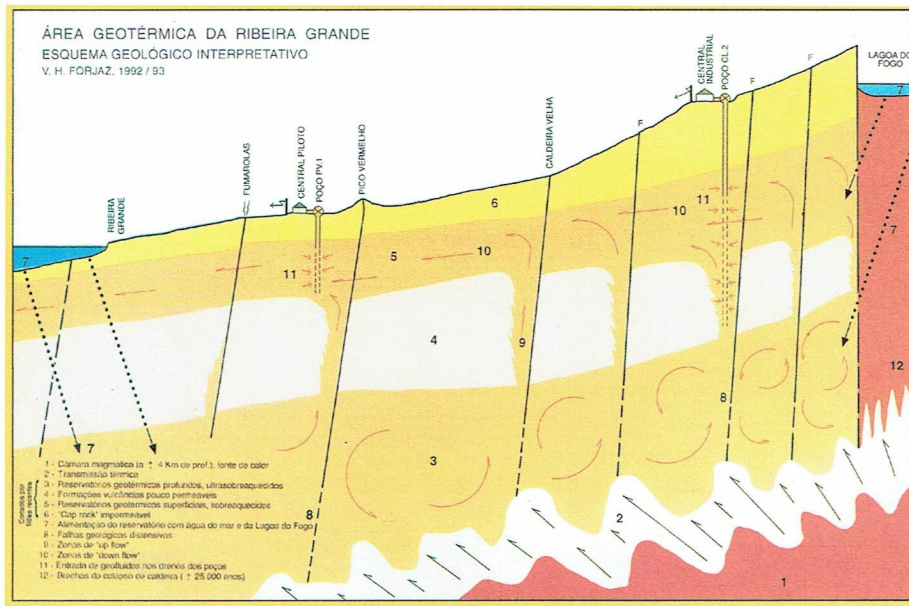 ÁREA GEOTÉRMICA DA RIBEIRA GRANDE
ESQUEMA GEOLÓGICO INTERPRETATIVO
V. H. FORJAZ, 1992 / 93
LAGOA DO
FOGO
CENTRAL
INDUSTRIAL
POÇO CL 2
F
F
F
7
CALDEIRA VELHA
PICO VERMELHO
POÇO PV.1
CENTRAL PILOTO
FUMAROLAS
RIBEIRA
GRANDE
6
11
10
7
5
10
11
7
4
9
12
8
3
2
8
1
7
Cortados por
filões recentes
1 - Câmara magmática (a ± 4 Km de prof.), fonte de calor
2 - Transmissão térmica
3 - Reservatórios geotérmicos profundos, ultrasobreaquecidos
4 - Formações vulcânicas pouco permeáveis
5 - Reservatórios geotérmicos superficiais, sobreaquecidos
6 - "Cap rock" impermeável
7 - Alimentação do reservatório com água do mar e da Lagoa do Fogo
8 - Falhas geológicas distensivas
9 - Zonas de "up flow"
10 - Zonas de "down flow"
11 - Entrada de geofluidos nos drenos dos poços
12 - Brechas do colapso de caldeira ( ± 25.000 anos)